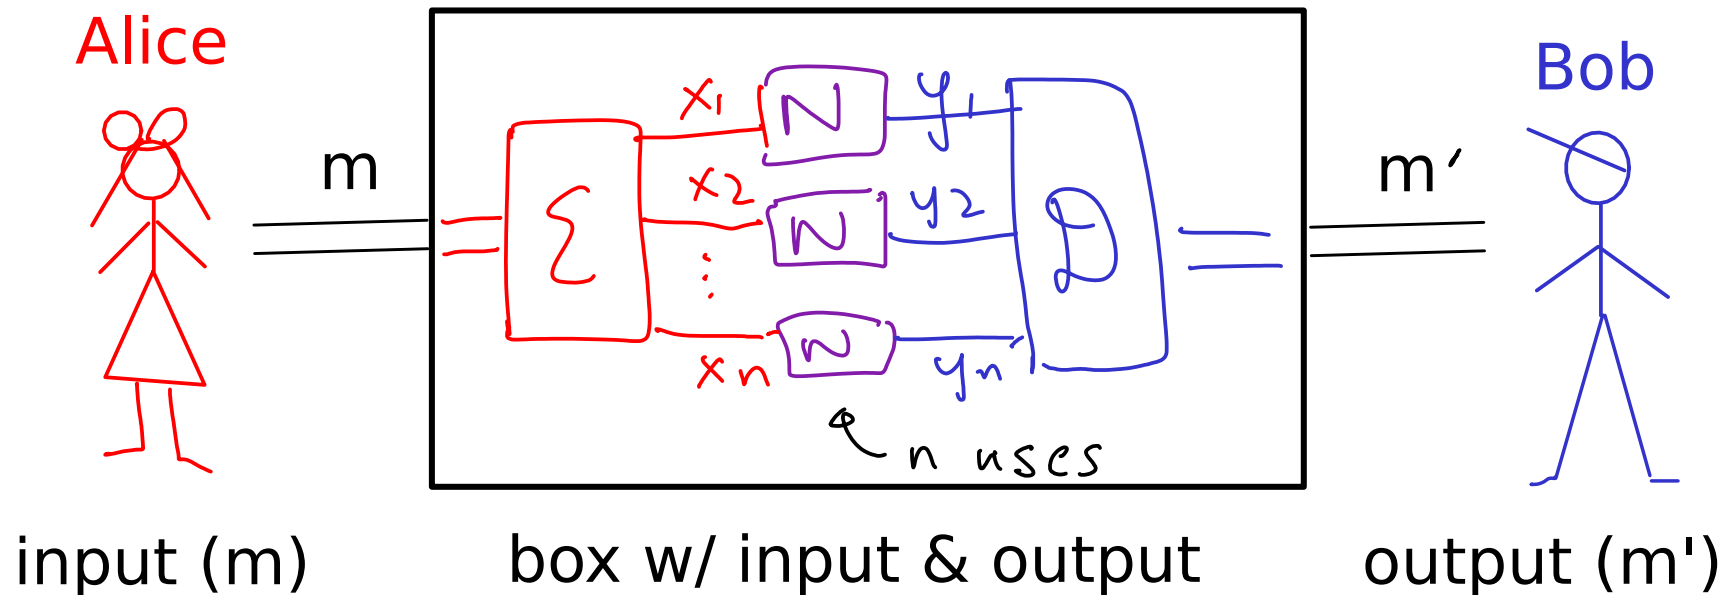 Alice
Bob
m
m′
x1
x2
⋮
xn
Ɛ
N
N
N
y1
y2
yn
D
n uses
input (m)
box w/ input & output
output (m')